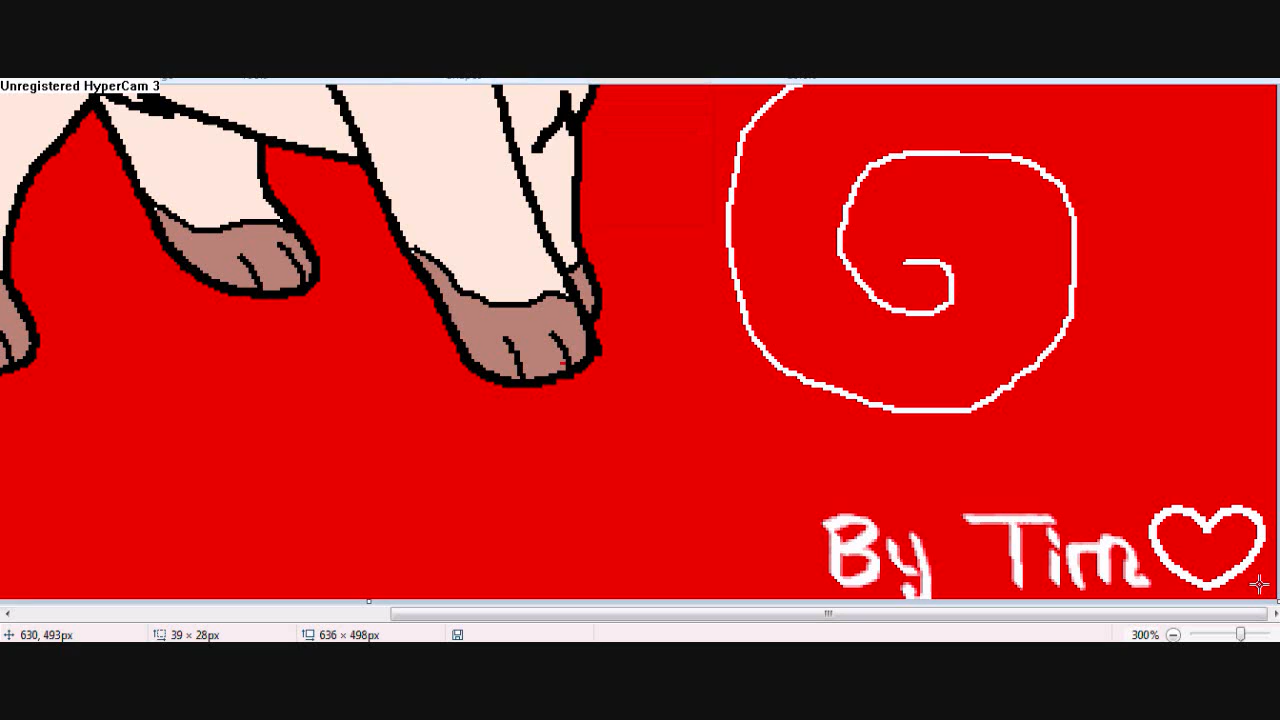 Unregistered HyperCam 3
By Tim
630, 493px
39 × 28px
636 × 498px
300%